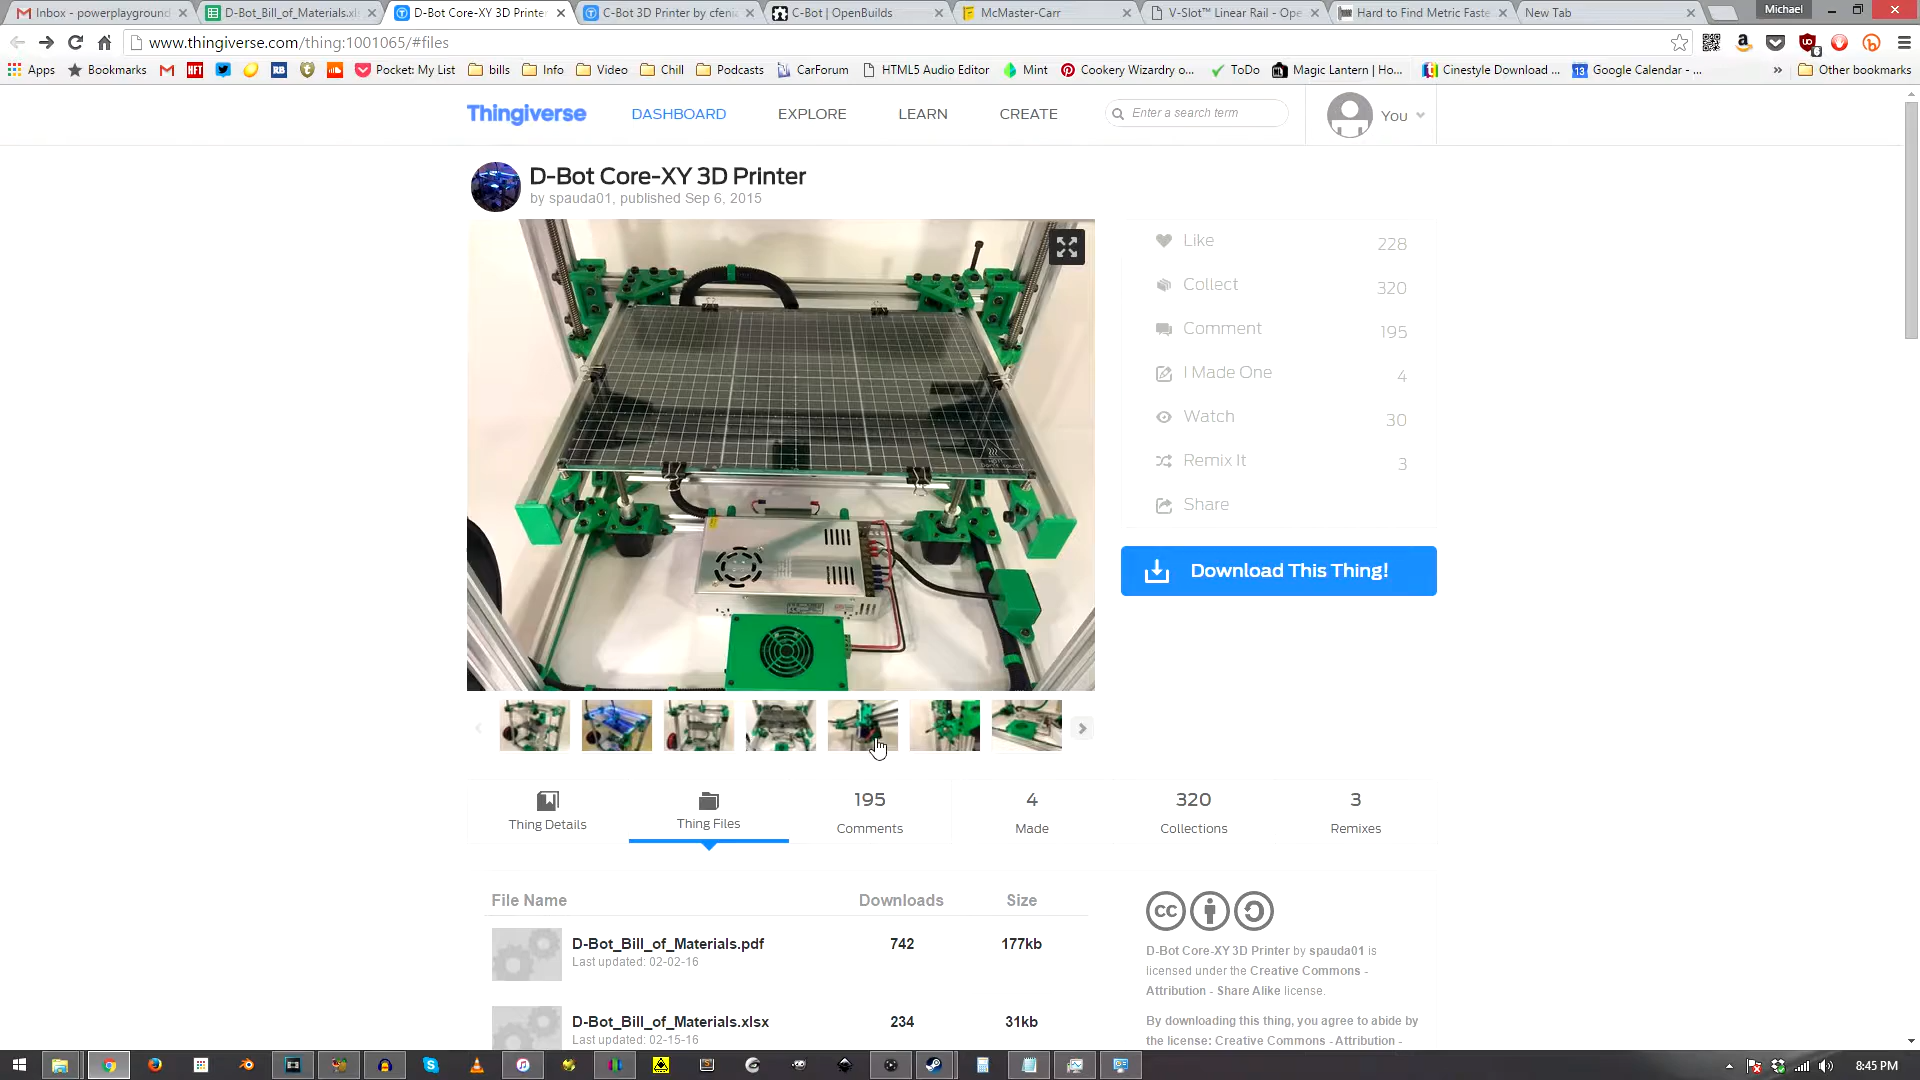 Inbox - powerplayground
D-Bot_Bill_of_Materials.xl
D-Bot Core-XY 3D Printer
C-Bot 3D Printer by cfeni
C-Bot | OpenBuilds
McMaster-Carr
V-Slot™ Linear Rail - Ope
Hard to Find Metric Faste
New Tab
Michael
www.thingiverse.com/thing:1001065/#files
Apps
Bookmarks
HFT
RB
Pocket: My List
bills
Info
Video
Chill
Podcasts
CarForum
HTML5 Audio Editor
Mint
Cookery Wizardry o...
ToDo
Magic Lantern | Ho...
Cinestyle Download ...
13
Google Calendar - ...
»
Other bookmarks
Thingiverse
DASHBOARD
EXPLORE
LEARN
CREATE
Enter a search term
You
D-Bot Core-XY 3D Printer
by spauda01, published Sep 6, 2015
Like
228
Collect
320
Comment
195
I Made One
4
Watch
30
Remix It
3
Share
Download This Thing!
Thing Details
Thing Files
195
Comments
4
Made
320
Collections
3
Remixes
File Name
Downloads
Size
D-Bot_Bill_of_Materials.pdf
742
177kb
Last updated: 02-02-16
D-Bot_Bill_of_Materials.xlsx
234
31kb
Last updated: 02-15-16
cc
D-Bot Core-XY 3D Printer by spauda01 is
licensed under the Creative Commons -
Attribution - Share Alike license.
By downloading this thing, you agree to abide by
the license: Creative Commons - Attribution -
8:45 PM